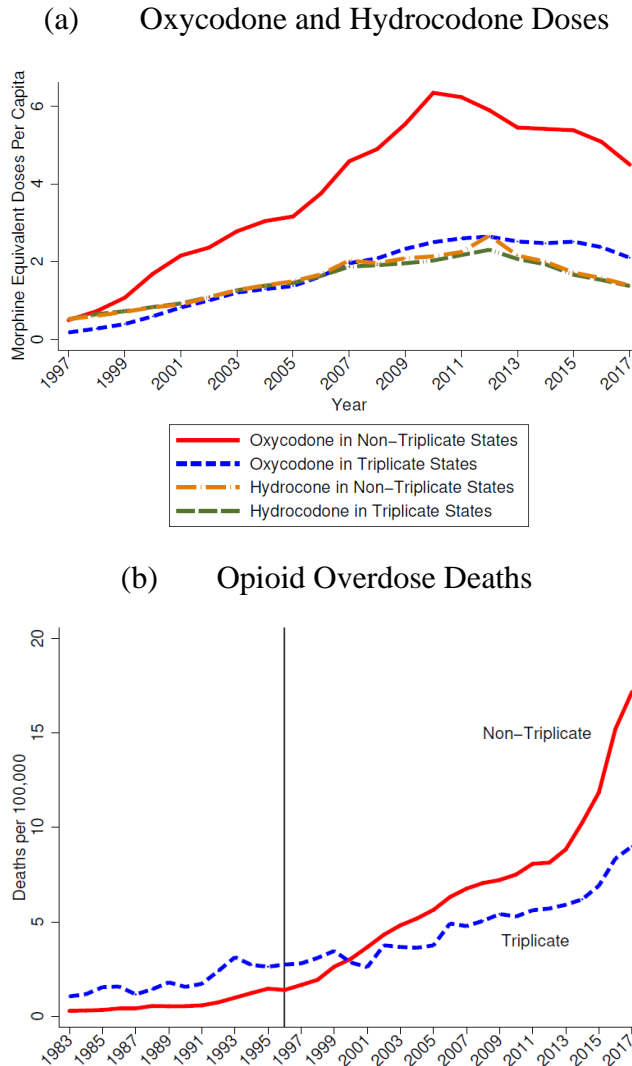 (a) Oxycodone and Hydrocodone Doses
Morphine Equivalent Doses Per Capita
6
4
2
0
1997 1999 2001 2003 2005 2007 2009 2011 2013 2015 2017
Year
Oxycodone in Non−Triplicate States
Oxycodone in Triplicate States
Hydrocone in Non−Triplicate States
Hydrocodone in Triplicate States
(b) Opioid Overdose Deaths
Deaths per 100,000
20
15
10
5
0
Non−Triplicate
Triplicate
1983 1985 1987 1989 1991 1993 1995 1997 1999 2001 2003 2005 2007 2009 2011 2013 2015 2017